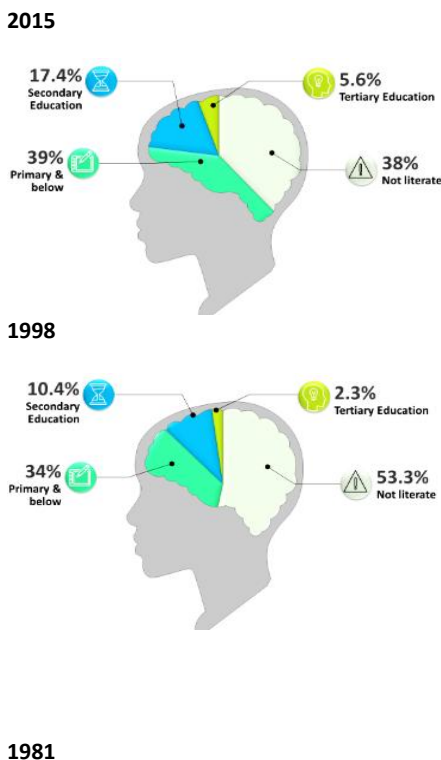 2015
17.4%
Secondary
Education
5.6%
Tertiary Education
39%
Primary &
below
38%
Not literate
1998
10.4%
Secondary
Education
2.3%
Tertiary Education
34%
Primary &
below
53.3%
Not literate
1981